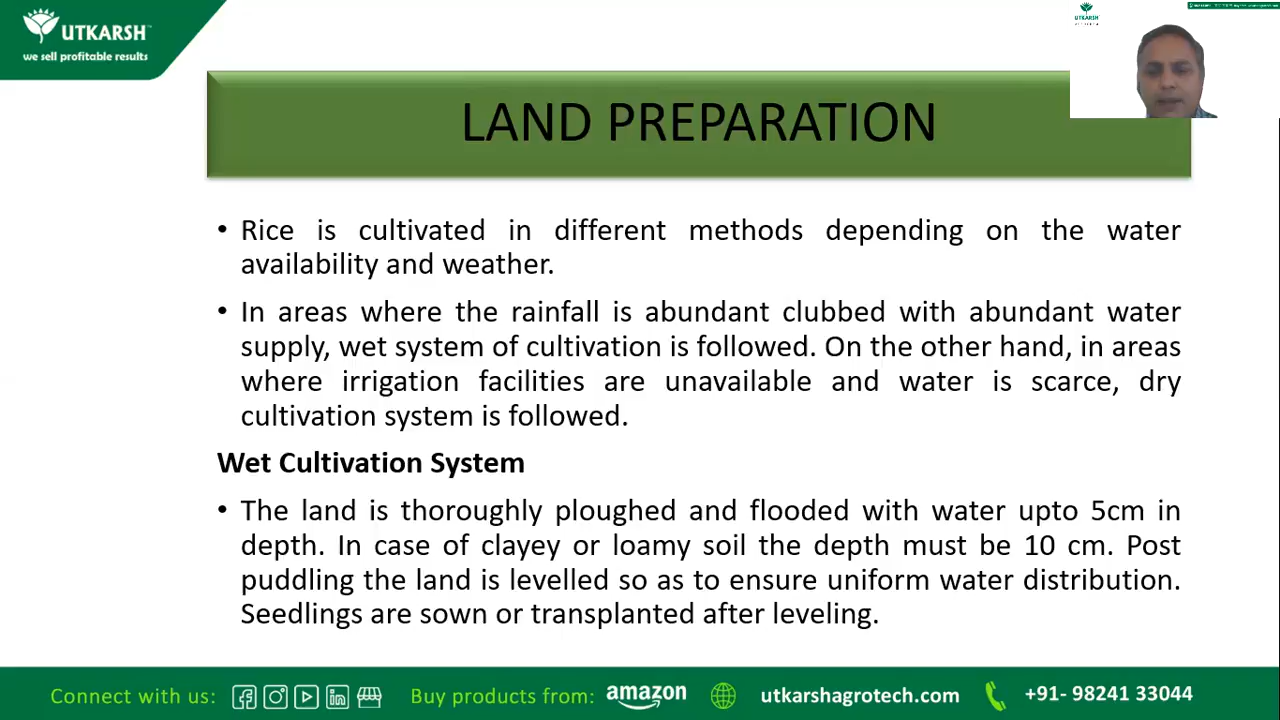 UTKARSH
we sell profitable results
LAND PREPARATION
• Rice is cultivated in different methods depending on the water
availability and weather.
• In areas where the rainfall is abundant clubbed with abundant water
supply, wet system of cultivation is followed. On the other hand, in areas
where irrigation facilities are unavailable and water is scarce, dry
cultivation system is followed.
Wet Cultivation System
• The land is thoroughly ploughed and flooded with water upto 5cm in
depth. In case of clayey or loamy soil the depth must be 10 cm. Post
puddling the land is levelled so as to ensure uniform water distribution.
Seedlings are sown or transplanted after leveling.
Connect with us: Buy products from: amazon utkarshagrotech.com +91- 98241 33044